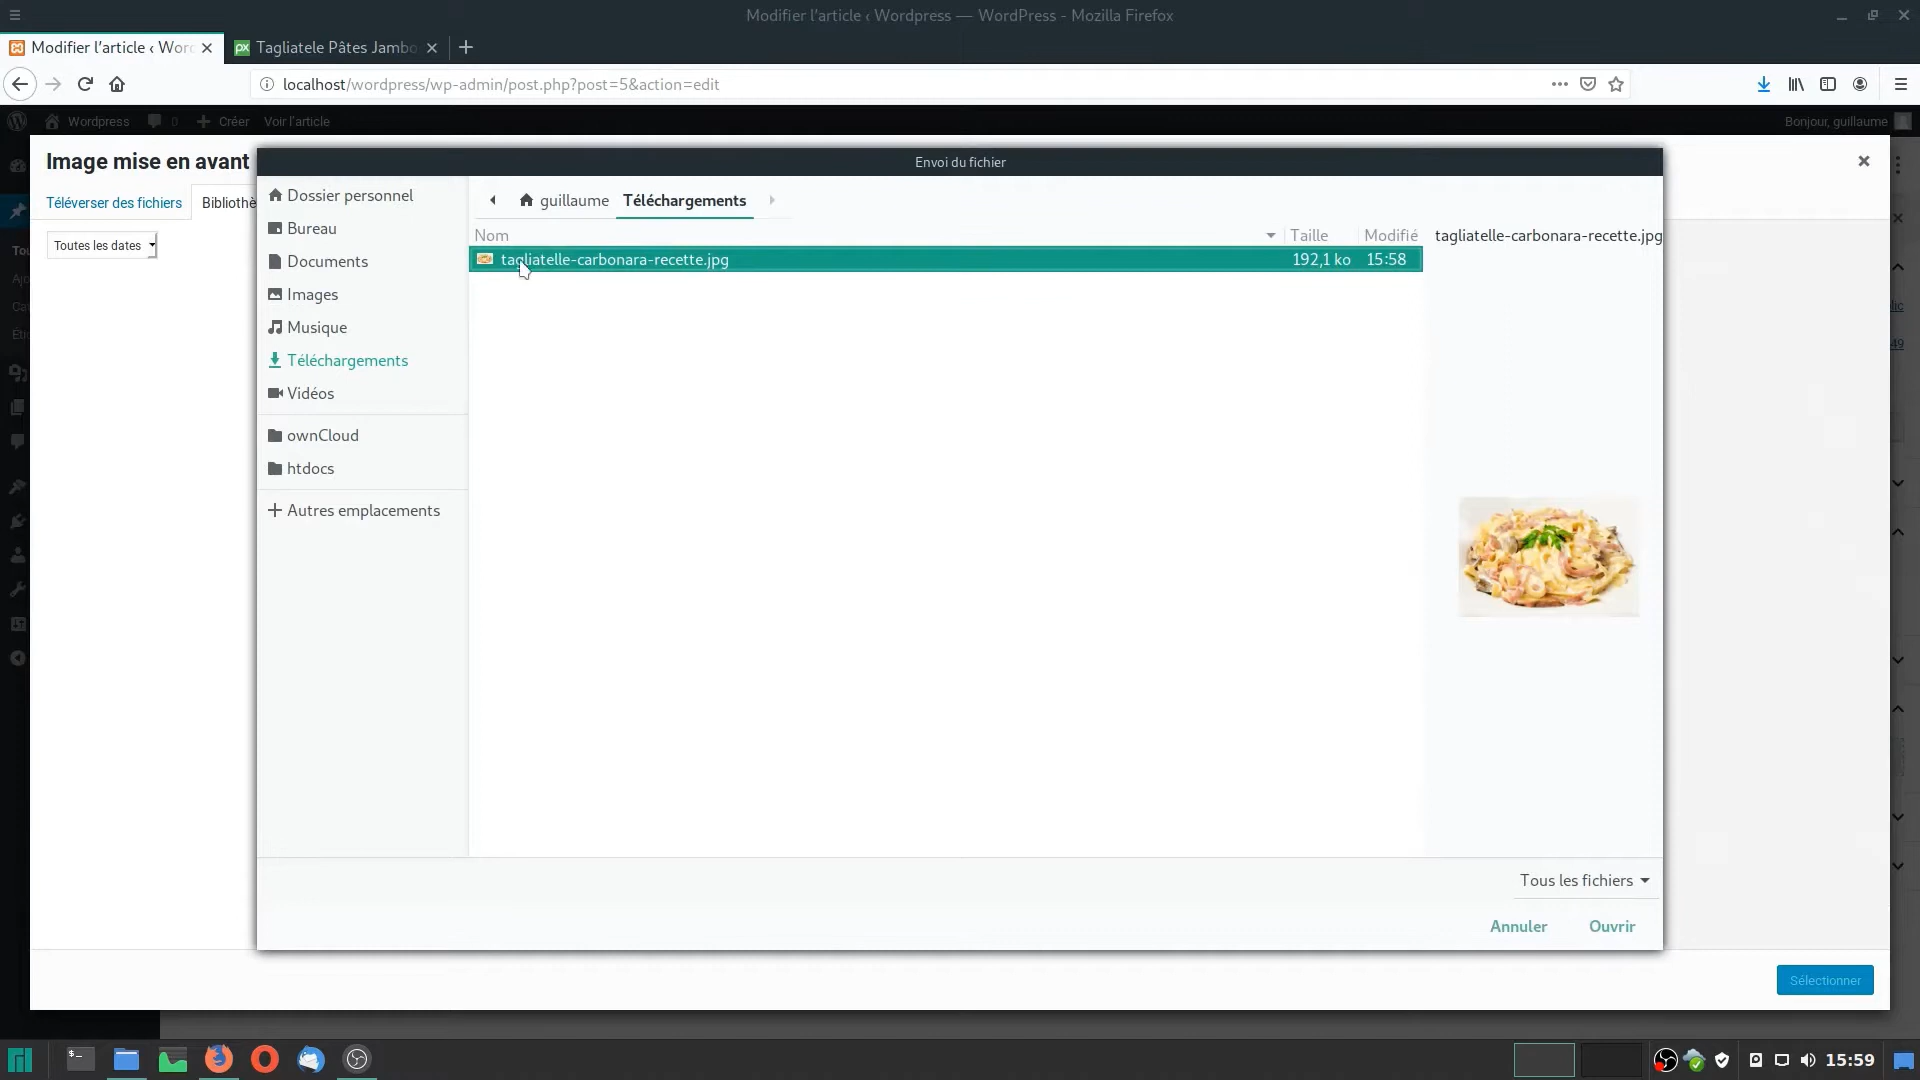 Modifier l'article ‹ Wordpress — WordPress - Mozilla Firefox
Modifier l'article ‹ Worc
px Tagliatele Pâtes Jambo
localhost/wordpress/wp-admin/post.php?post=5&action=edit
Wordpress 0 Créer Voir l'article Bonjour, guillaume
Image mise en avant
Envoi du fichier
Téléverser des fichiers Bibliothè
Toutes les dates
Dossier personnel
Bureau
Documents
Images
Musique
Téléchargements
Vidéos
ownCloud
htdocs
Autres emplacements
guillaume Téléchargements
Nom Taille Modifié
tagliatelle-carbonara-recette.jpg 192,1 ko 15:58
tagliatelle-carbonara-recette.jpg
Tous les fichiers
Annuler Ouvrir
Sélectionner
15:59